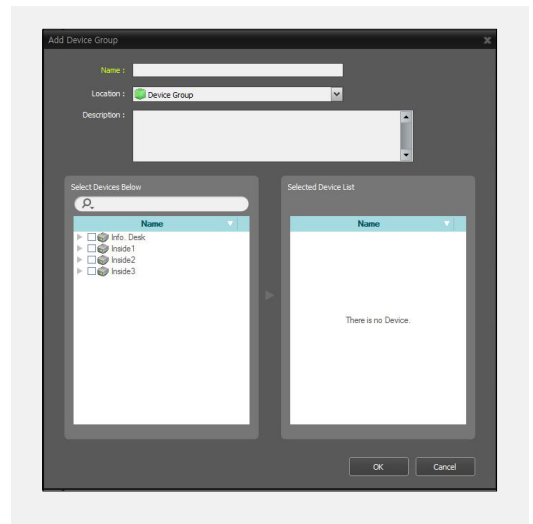 Add Device Group
Name :
Location :
Device Group
Description :
Select Devices Below
Name
Info. Desk
Inside1
Inside2
Inside3
Selected Device List
Name
There is no Device.
OK
Cancel